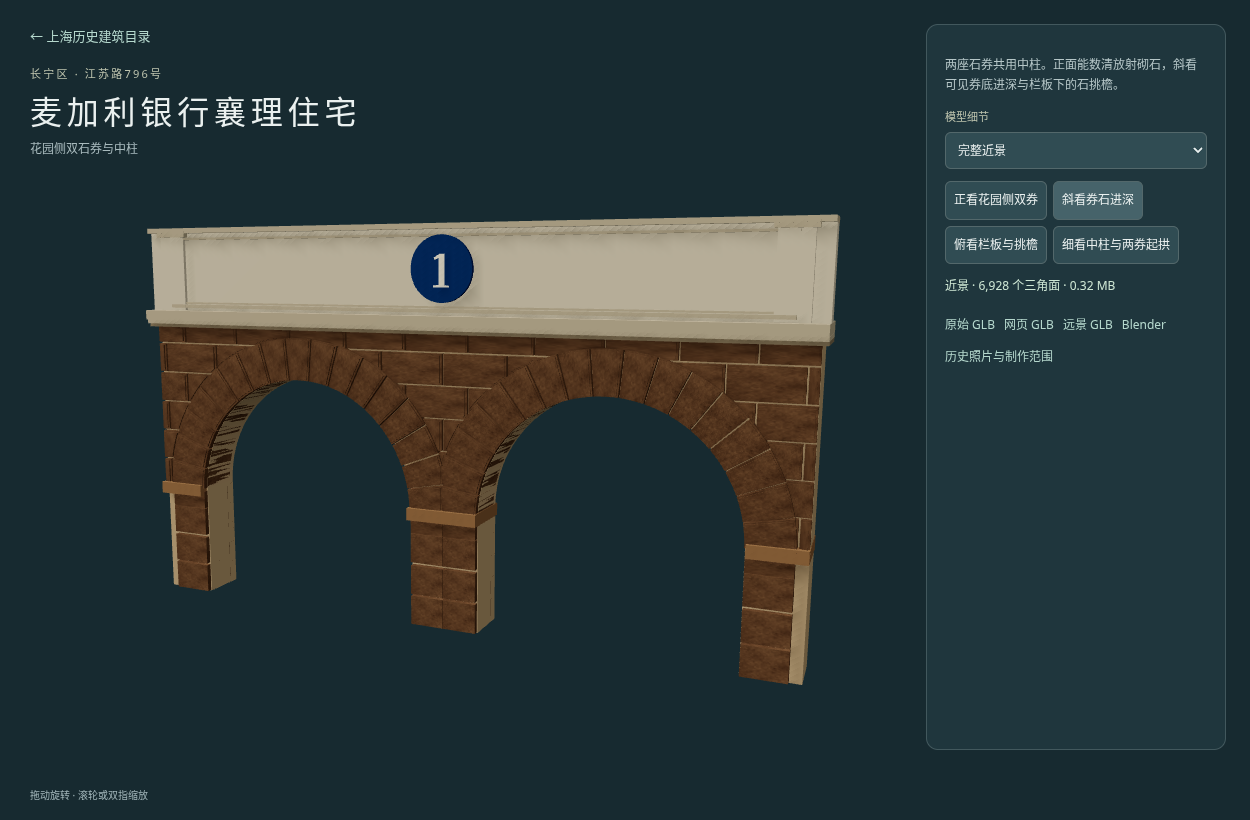 ← 上海历史建筑目录
长宁区 · 江苏路796号
麦加利银行襄理住宅
花园侧双石券与中柱
1
两座石券共用中柱。正面能数清放射砌石，斜看
可见券底进深与栏板下的石挑檐。
模型细节
完整近景
正看花园侧双券
斜看券石进深
俯看栏板与挑檐
细看中柱与两券起拱
近景 · 6,928 个三角面 · 0.32 MB
原始 GLB 网页 GLB 远景 GLB Blender
历史照片与制作范围
拖动旋转 · 滚轮或双指缩放